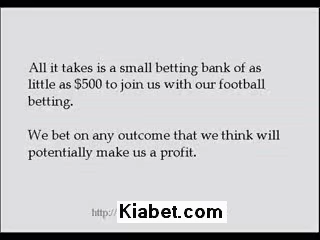 All it takes is a small betting bank of as
little as $500 to join us with our football
betting.
We bet on any outcome that we think will
potentially make us a profit.
http://
Kiabet.com